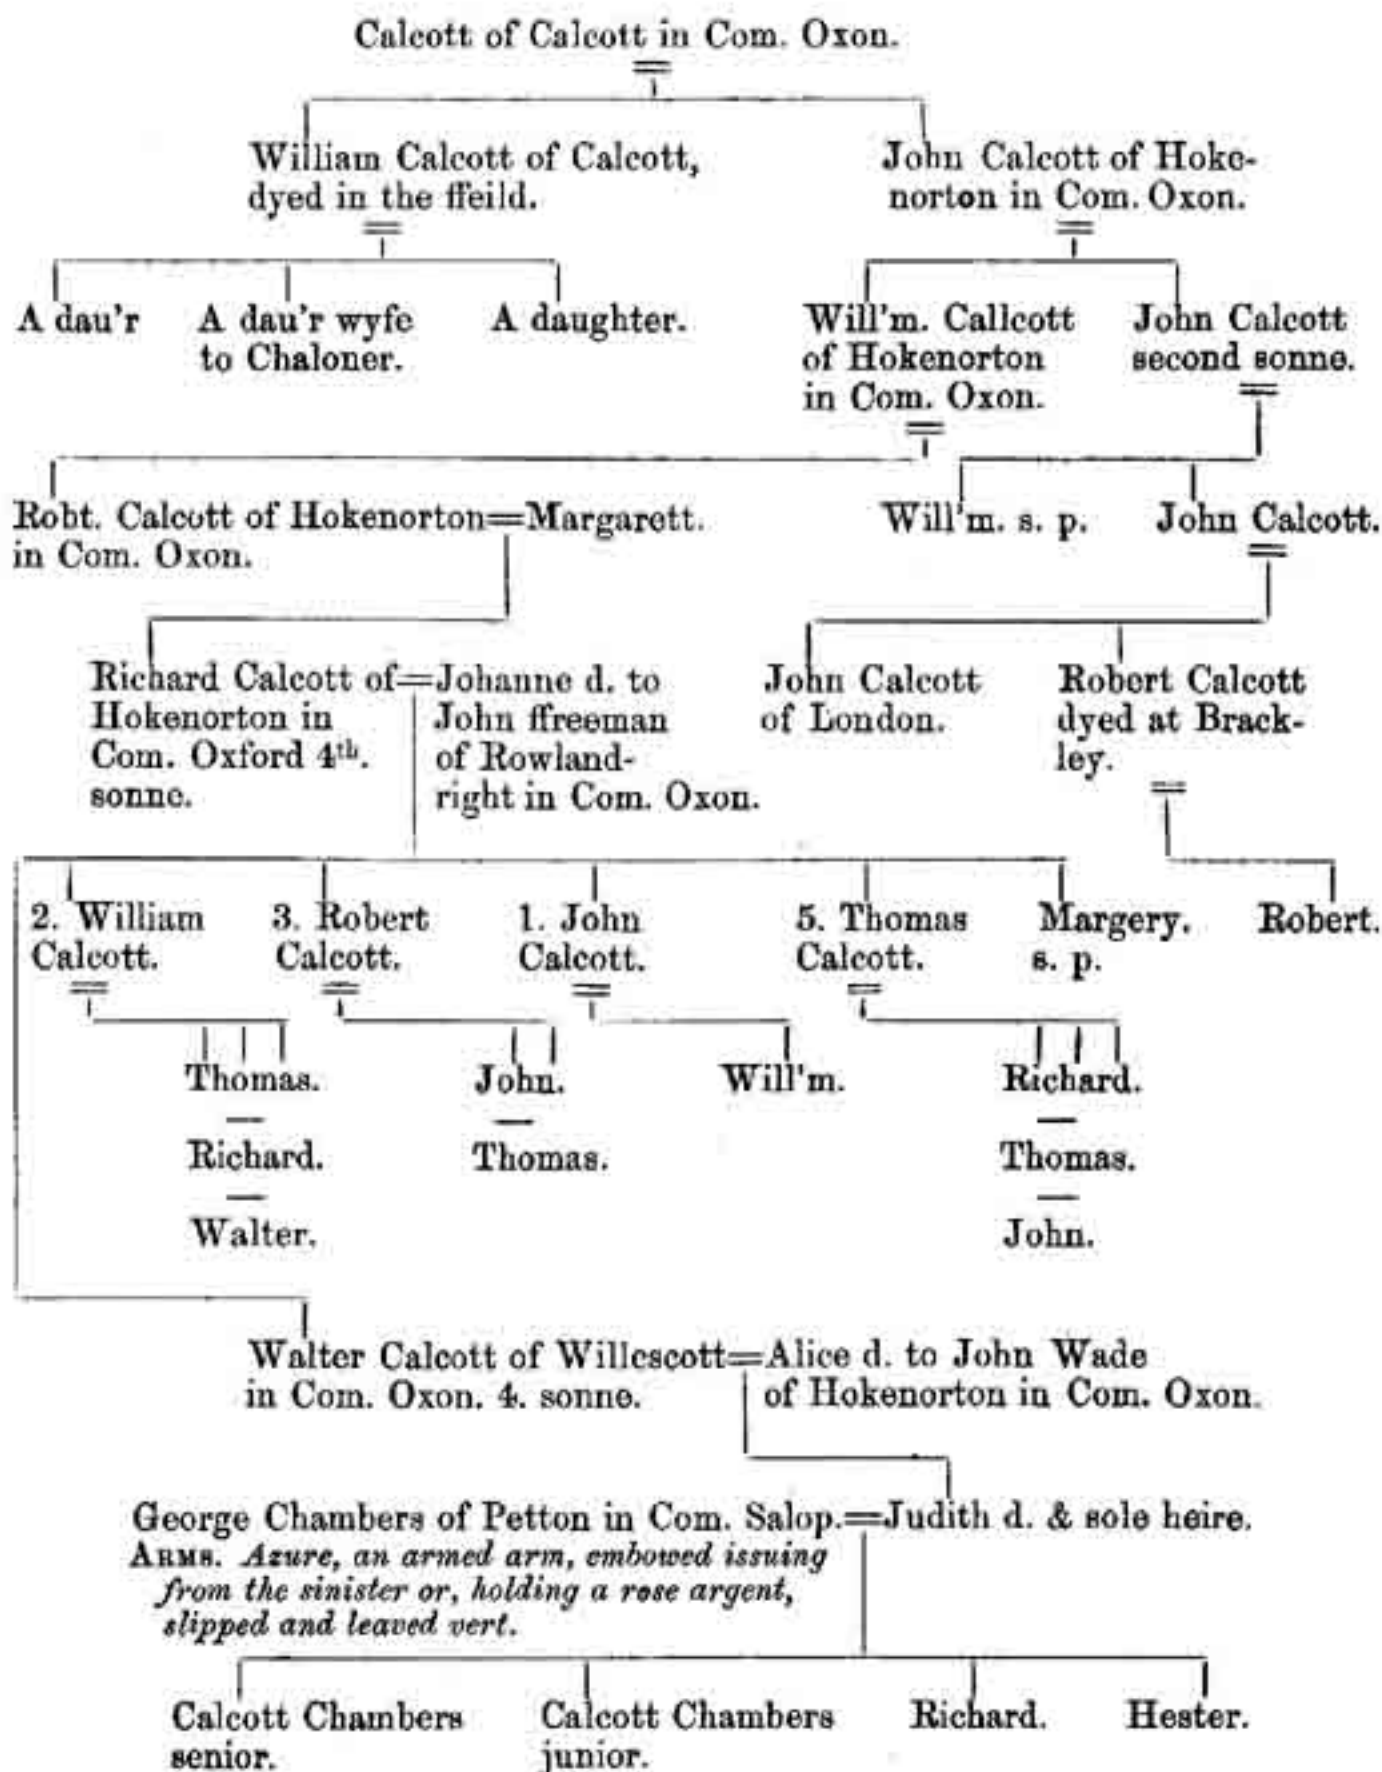 Calcott of Calcott in Com. Oxon.
William Calcott of Calcott,
dyed in the ffeild.
John Calcott of Hoke-
norton in Com. Oxon.
A dau'r
A dau'r wyfe
to Chaloner.
A daughter.
Will'm. Callcott
of Hokenorton
in Com. Oxon.
John Calcott
second sonne.
Robt. Calcott of Hokenorton=Margarett.
in Com. Oxon.
Will'm. s. p.
John Calcott.
Richard Calcott of=Johanne d. to
Hokenorton in John ffreeman
Com. Oxford 4th. of Rowland-
sonne. right in Com. Oxon.
John Calcott
of London.
Robert Calcott
dyed at Brack-
ley.
2. William
Calcott.
3. Robert
Calcott.
1. John
Calcott.
5. Thomas
Calcott.
Margery.
s. p.
Robert.
Thomas.
Richard.
Walter.
John.
Thomas.
Will'm.
Richard.
Thomas.
John.
Walter Calcott of Willescott=Alice d. to John Wade
in Com. Oxon. 4. sonne. of Hokenorton in Com. Oxon.
George Chambers of Petton in Com. Salop.=Judith d. & sole heire.
ARMS. Azure, an armed arm, embowed issuing
from the sinister or, holding a rose argent,
slipped and leaved vert.
Calcott Chambers
senior.
Calcott Chambers
junior.
Richard.
Hester.